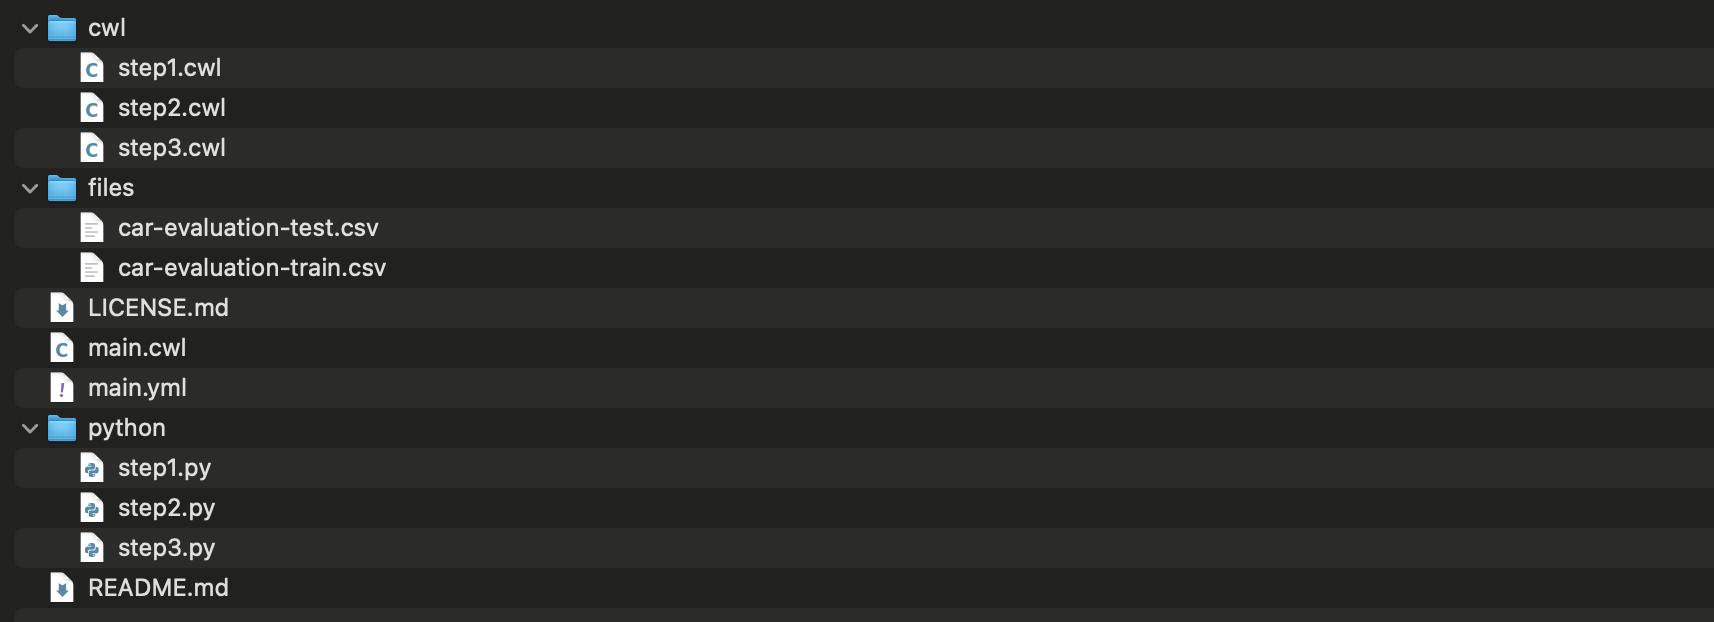 cwl
step1.cwl
step2.cwl
step3.cwl
files
car-evaluation-test.csv
car-evaluation-train.csv
LICENSE.md
main.cwl
main.yml
python
step1.py
step2.py
step3.py
README.md